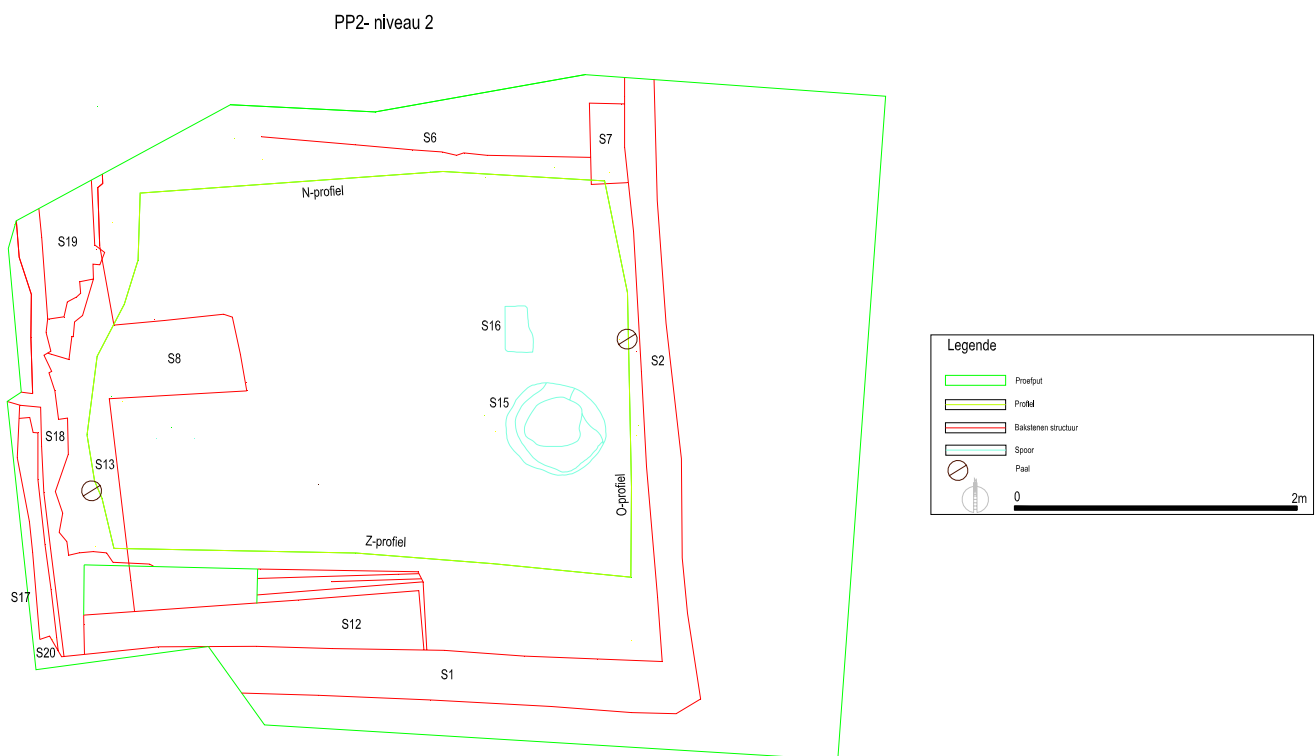 PP2- niveau 2
S6
S7
N-profiel
S19
S16
S8
S2
S15
S18
S13
O-profiel
Z-profiel
S17
S12
S20
S1
Legende
Proefput
Profiel
Bakstenen structuur
Spoor
Paal
0 2m